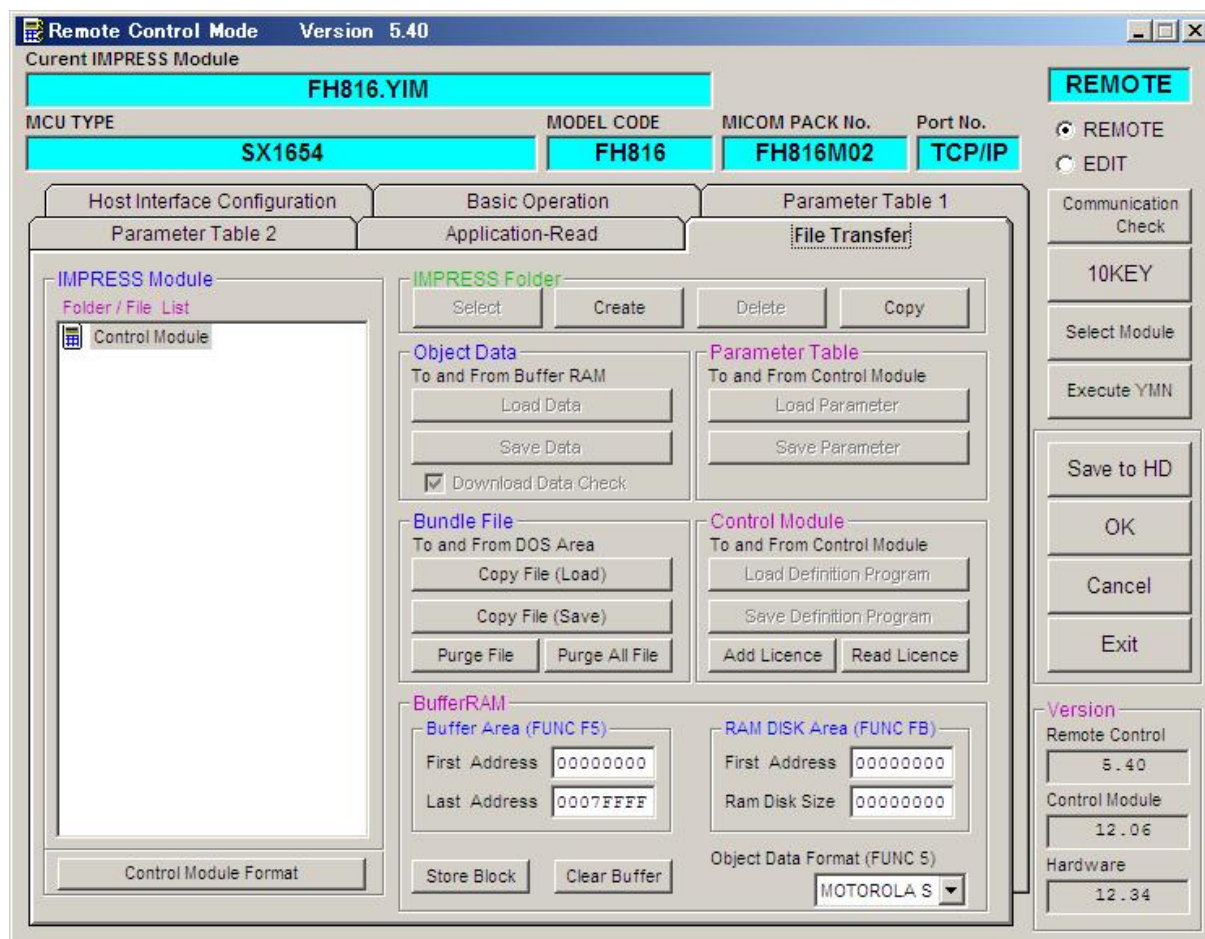 Remote Control Mode Version 5.40
Curent IMPRESS Module
FH816.YIM
REMOTE
MCU TYPE MODEL CODE MICOM PACK No. Port No.
SX1654 FH816 FH816M02 TCP/IP
REMOTE
EDIT
Host Interface Configuration Basic Operation Parameter Table 1
Parameter Table 2 Application-Read File Transfer
IMPRESS Module
Folder / File List
Control Module
Control Module Format
IMPRESS Folder
Select Create Delete Copy
Object Data
To and From Buffer RAM
Load Data
Save Data
Download Data Check
Parameter Table
To and From Control Module
Load Parameter
Save Parameter
Bundle File
To and From DOS Area
Copy File (Load)
Copy File (Save)
Purge File Purge All File
Control Module
To and From Control Module
Load Definition Program
Save Definition Program
Add Licence Read Licence
BufferRAM
Buffer Area (FUNC F5)
First Address 00000000
Last Address 0007FFFF
RAM DISK Area (FUNC FB)
First Address 00000000
Ram Disk Size 00000000
Store Block Clear Buffer
Object Data Format (FUNC 5)
MOTOROLA S
Communication
Check
10KEY
Select Module
Execute YMN
Save to HD
OK
Cancel
Exit
Version
Remote Control
5.40
Control Module
12.06
Hardware
12.34